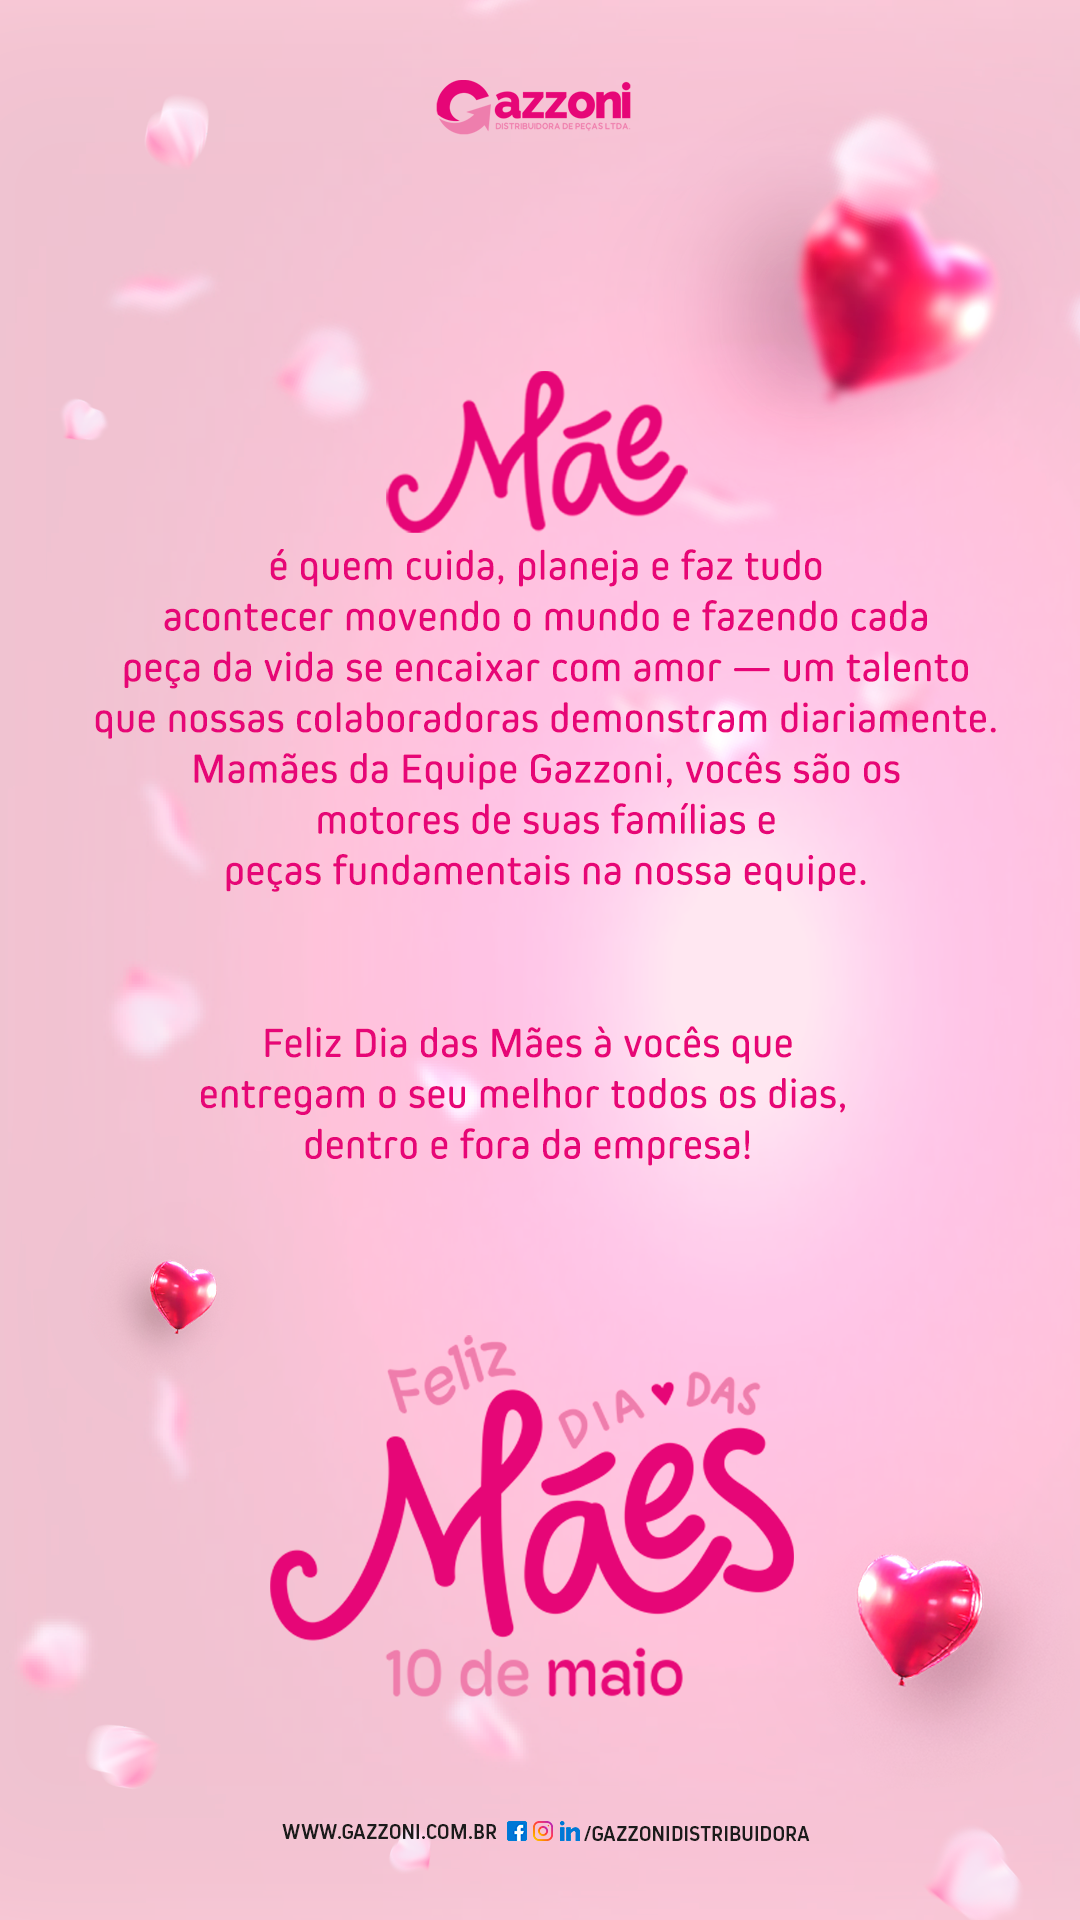 Gazzoni
DISTRIBUIDORA DE PEÇAS LTDA.
Mãe
é quem cuida, planeja e faz tudo
acontecer movendo o mundo e fazendo cada
peça da vida se encaixar com amor — um talento
que nossas colaboradoras demonstram diariamente.
Mamães da Equipe Gazzoni, vocês são os
motores de suas famílias e
peças fundamentais na nossa equipe.
Feliz Dia das Mães à vocês que
entregam o seu melhor todos os dias,
dentro e fora da empresa!
Feliz
DIA DAS
Mães
10 de maio
WWW.GAZZONI.COM.BR /GAZZONIDISTRIBUIDORA